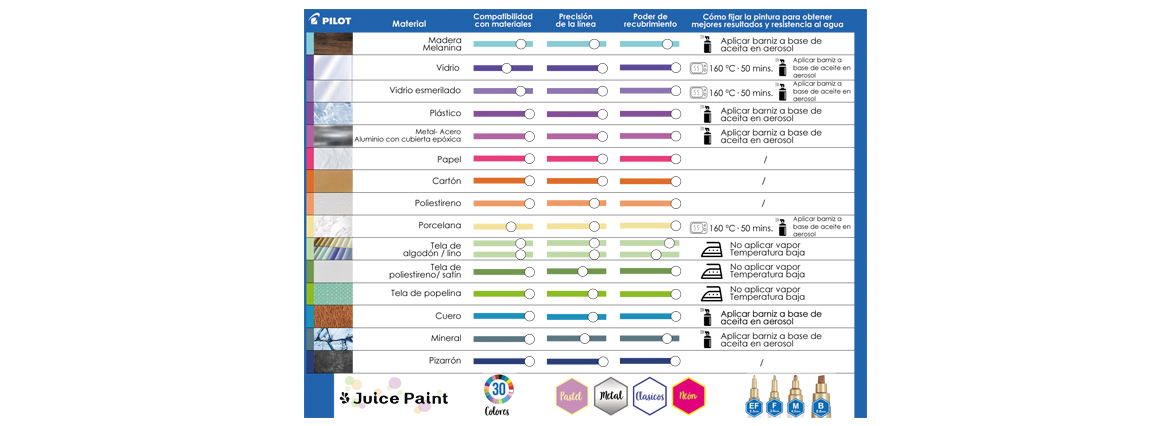 PILOT
Material
Compatibilidad
con materiales
Precisión
de la línea
Poder de
recubrimiento
Cómo fijar la pintura para obtener
mejores resultados y resistencia al agua
Madera
Melanina
Aplicar barniz a base de
aceita en aerosol
Vidrio
160 °C · 50 mins.
Aplicar barniz a
base de aceite en
aerosol
Vidrio esmerilado
160 °C · 50 mins.
Aplicar barniz a
base de aceite en
aerosol
Plástico
Aplicar barniz a base de
aceita en aerosol
Metal- Acero
Aluminio con cubierta epóxica
Aplicar barniz a base de
aceita en aerosol
Papel
/
Cartón
/
Poliestireno
/
Porcelana
160 °C · 50 mins.
Aplicar barniz a
base de aceite en
aerosol
Tela de
algodón / lino
No aplicar vapor
Temperatura baja
Tela de
poliestireno/ satín
No aplicar vapor
Temperatura baja
Tela de popelina
No aplicar vapor
Temperatura baja
Cuero
Aplicar barniz a base de
aceita en aerosol
Mineral
Aplicar barniz a base de
aceita en aerosol
Pizarrón
/
Juice Paint
30
Colores
Pastel
Metal
Clasicos
Neón
EF
F
M
B